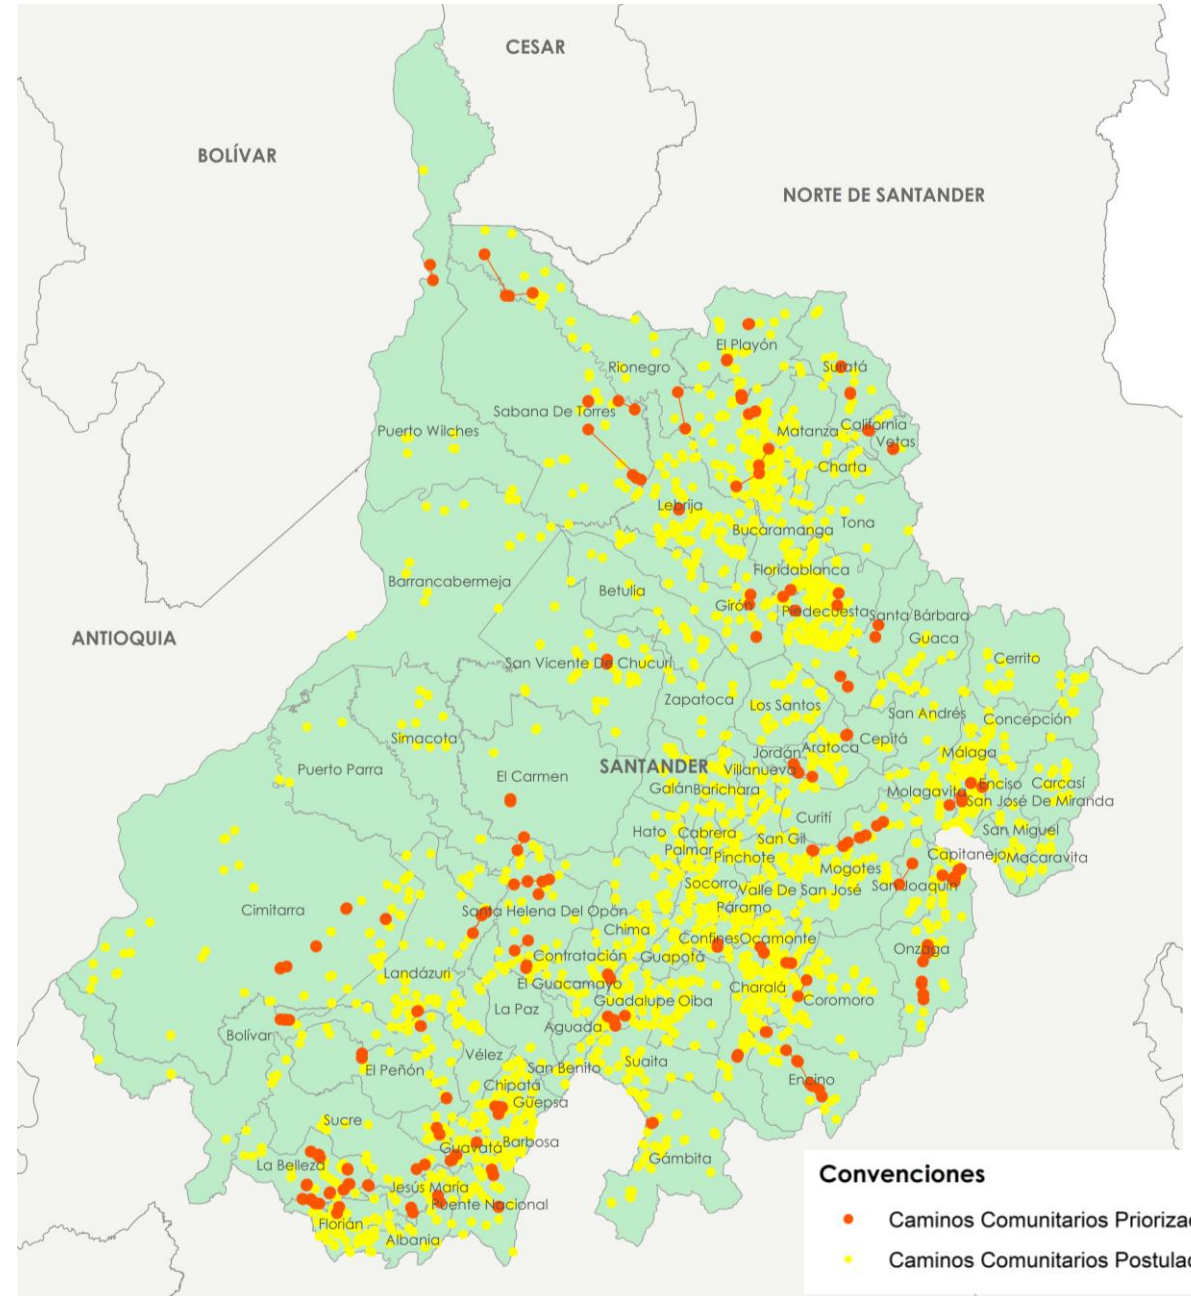 CESAR
BOLÍVAR
NORTE DE SANTANDER
El Playón
Rionegro
Suratá
Sabana De Torres
California
Puerto Wilches
Matanza
Vetas
Charta
Lebrija
Tona
Bucaramanga
Floridablanca
Barrancabermeja
Betulia
Girón
Piedecuesta
Santa Bárbara
ANTIOQUIA
Guaca
San Vicente De Chucurí
Cerrito
Zapatoca
Los Santos
San Andrés
Concepción
Simacota
Cepitá
Jordán
Aratoca
Málaga
Puerto Parra
El Carmen
SANTANDER
Villanueva
Galán
Barichara
Molagavita
Enciso
Carcasí
San José De Miranda
Curití
Hato
Cabrera
San Gil
San Miguel
Palmar
Pinchote
Mogotes
Capitanejo
Macaravita
Socorro
Valle De San José
San Joaquín
Cimitarra
Santa Helena Del Opón
Páramo
Chima
Confines
Ocamonte
Onzaga
Contratación
Guapotá
Landázuri
El Guacamayo
Charalá
Guadalupe
Oiba
Coromoro
La Paz
Aguada
Bolívar
Vélez
El Peñón
San Benito
Suaita
Chipatá
Encino
Güepsa
Sucre
Guavatá
Barbosa
La Belleza
Gámbita
Jesús María
Puente Nacional
Florián
Albania
Convenciones
Caminos Comunitarios Prioriza
Caminos Comunitarios Postula